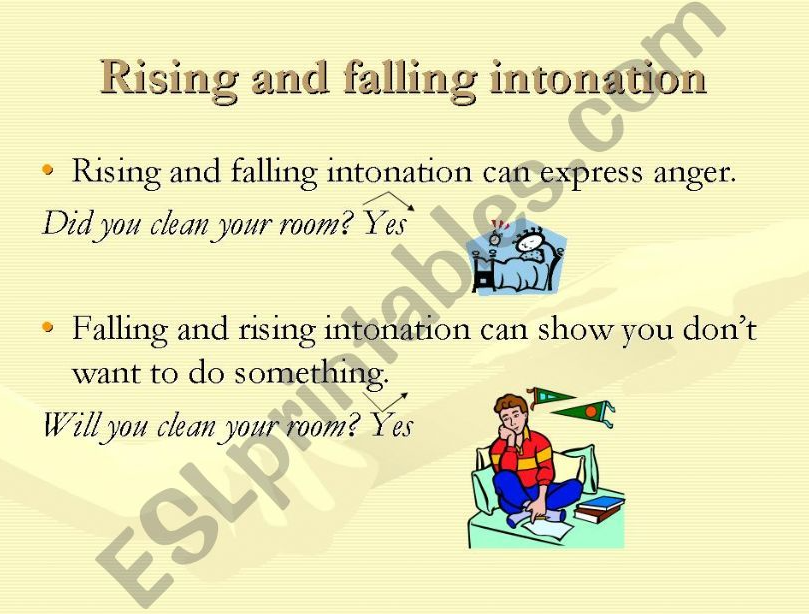 Rising and falling intonation
• Rising and falling intonation can express anger.
Did you clean your room? Yes
• Falling and rising intonation can show you don’t
want to do something.
Will you clean your room? Yes
ESLprintables.com